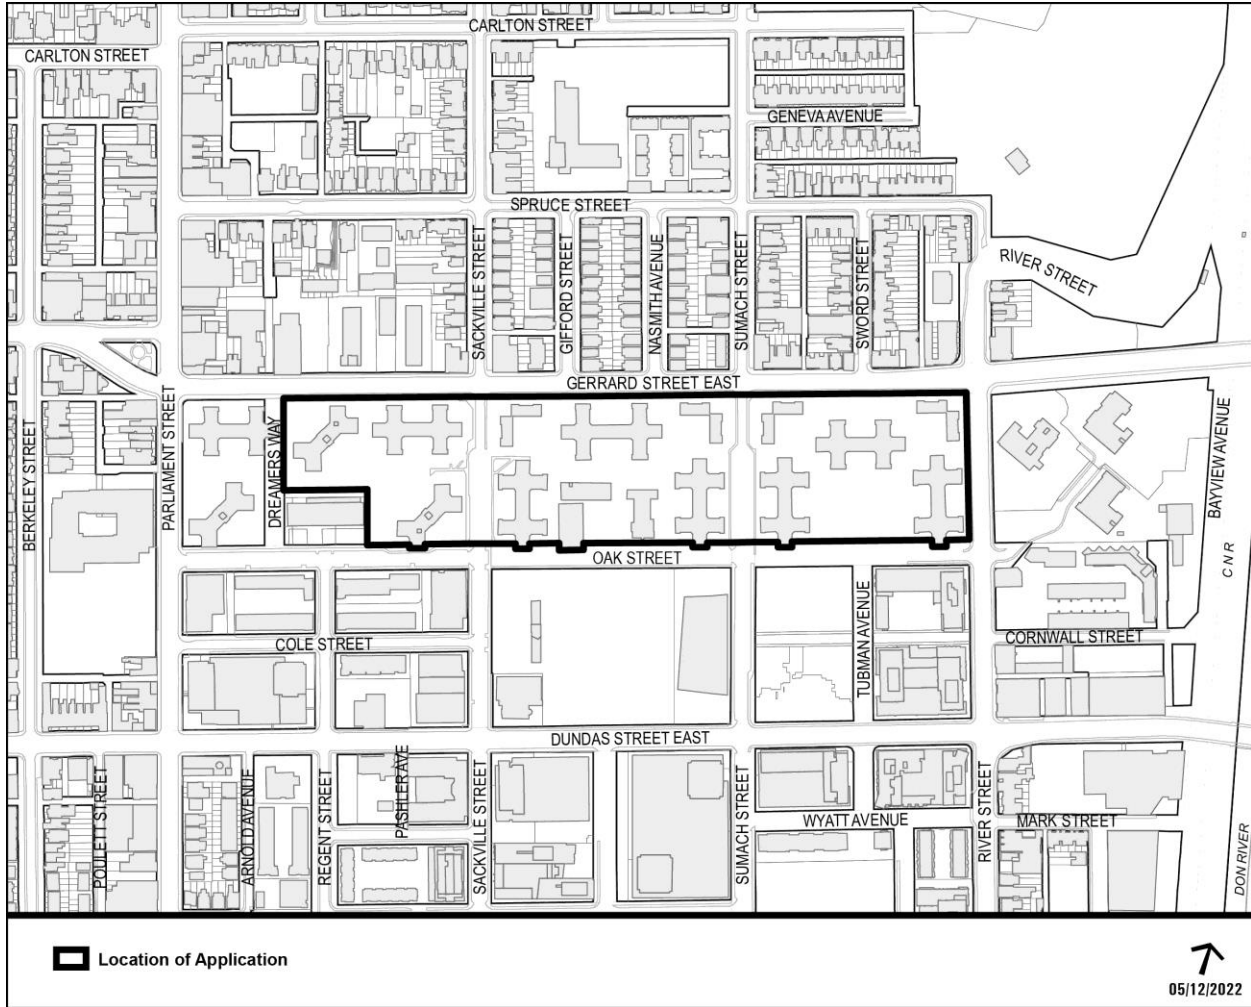 CARLTON STREET
CARLTON STREET
GENEVA AVENUE
SPRUCE STREET
SACKVILLE STREET
GIFFORD STREET
NASMITH AVENUE
SUMACH STREET
SWORD STREET
RIVER STREET
GERRARD STREET EAST
BERKELEY STREET
PARLIAMENT STREET
DREAMERS WAY
BAYVIEW AVENUE
OAK STREET
CNR
COLE STREET
TUBMAN AVENUE
CORNWALL STREET
DUNDAS STREET EAST
POULETT STREET
ARNOLD AVENUE
REGENT STREET
PASHLER AVE
SACKVILLE STREET
SUMACH STREET
WYATT AVENUE
RIVER STREET
MARK STREET
DON RIVER
Location of Application
05/12/2022